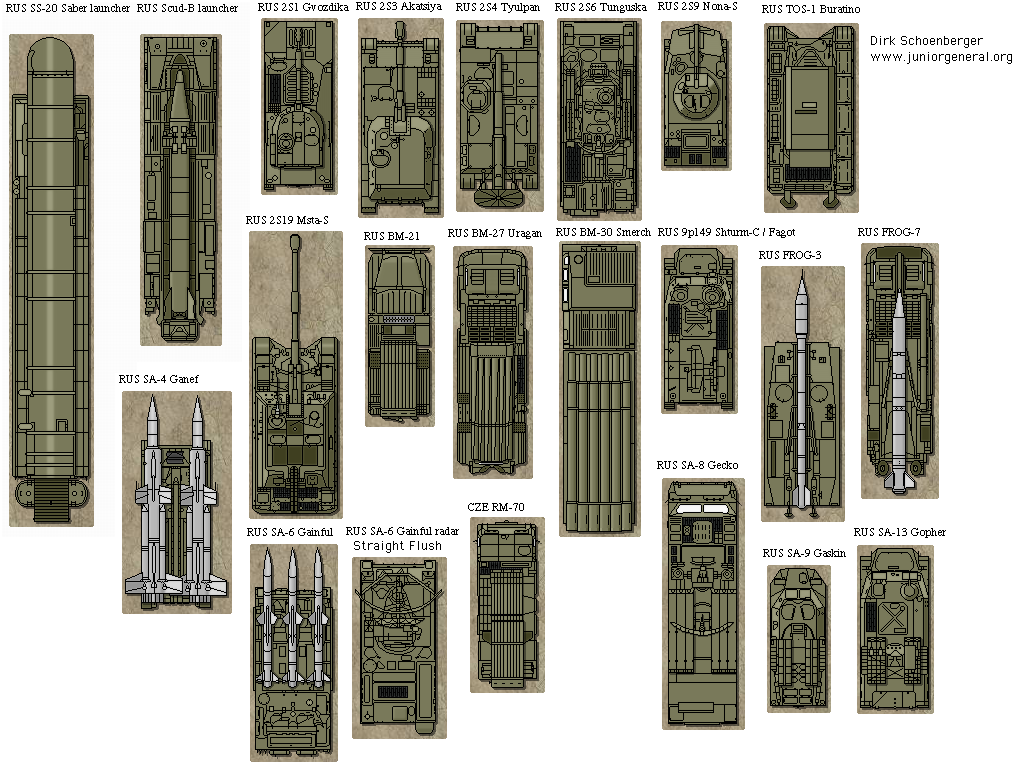 RUS SS-20 Saber launcher
RUS Scud-B launcher
RUS 2S1 Gvozdika
RUS 2S3 Akatsiya
RUS 2S4 Tyulpan
RUS 2S6 Tunguska
RUS 2S9 Nona-S
RUS TOS-1 Buratino
Dirk Schoenberger
www.juniorgeneral.org
RUS 2S19 Msta-S
RUS BM-21
RUS BM-27 Uragan
RUS BM-30 Smerch
RUS 9p149 Shturm-C / Fagot
RUS FROG-3
RUS FROG-7
RUS SA-4 Ganef
RUS SA-8 Gecko
RUS SA-6 Gainful
RUS SA-6 Gainful radar
Straight Flush
CZE RM-70
RUS SA-9 Gaskin
RUS SA-13 Gopher